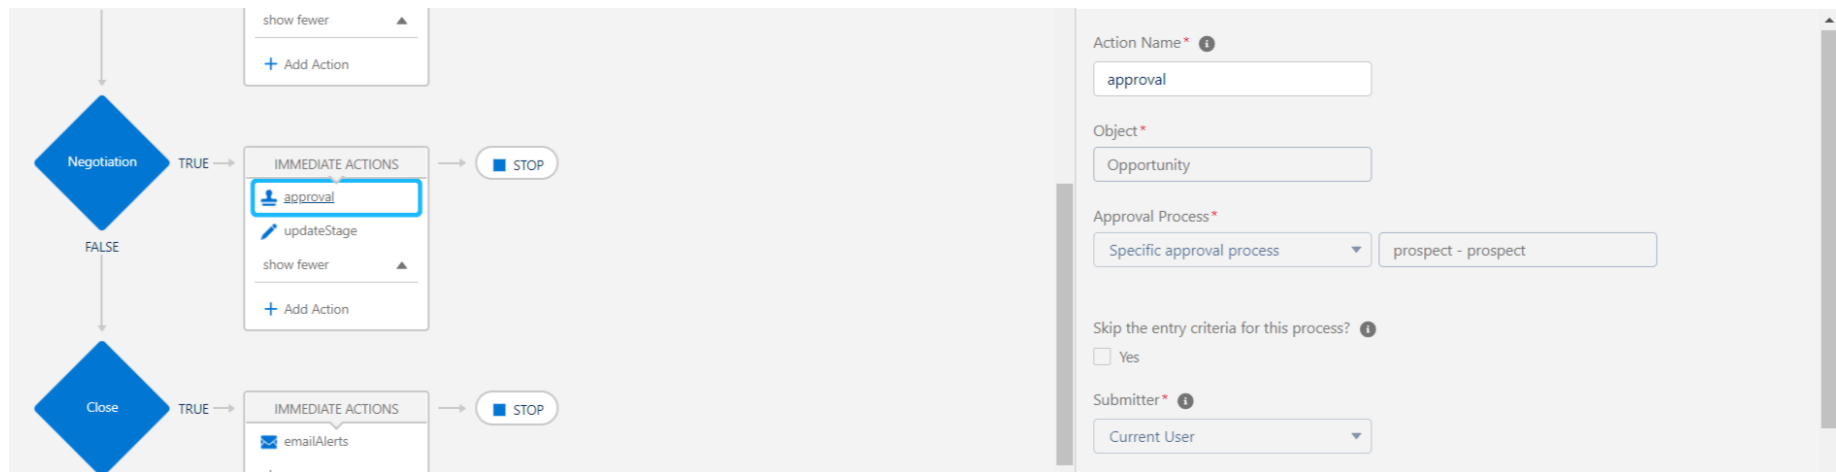 show fewer
+ Add Action
Negotiation
TRUE
IMMEDIATE ACTIONS
STOP
approval
updateStage
FALSE
show fewer
+ Add Action
Close
TRUE
IMMEDIATE ACTIONS
STOP
emailAlerts
Action Name*
approval
Object*
Opportunity
Approval Process*
Specific approval process
prospect - prospect
Skip the entry criteria for this process?
Yes
Submitter*
Current User